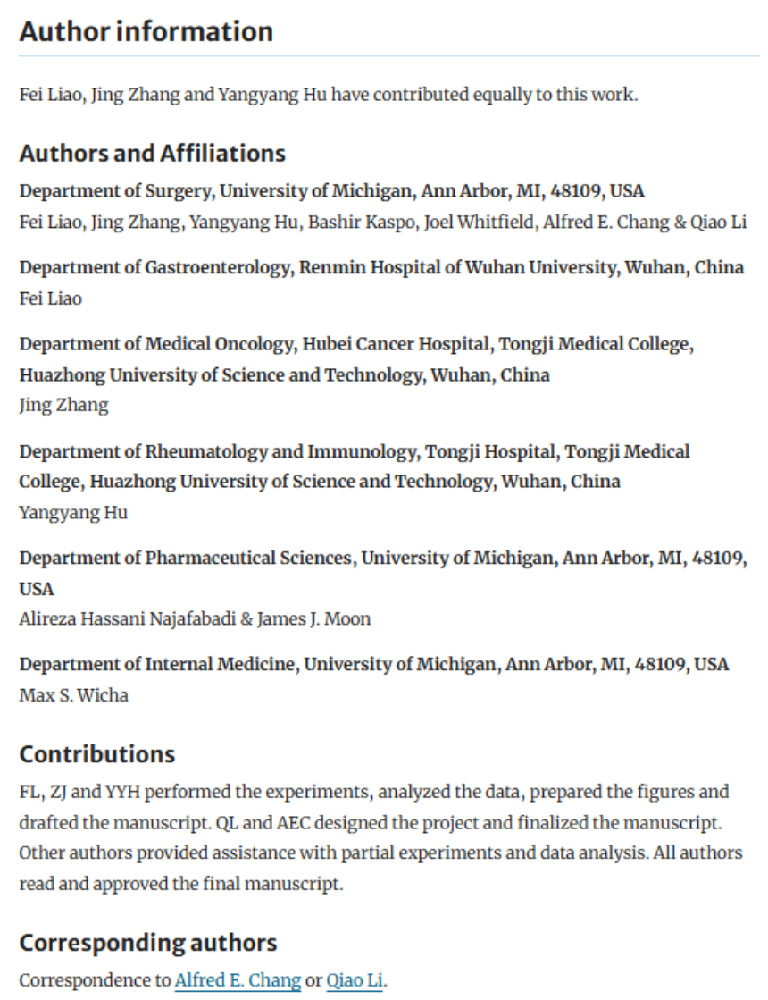 Author information
Fei Liao, Jing Zhang and Yangyang Hu have contributed equally to this work.
Authors and Affiliations
Department of Surgery, University of Michigan, Ann Arbor, MI, 48109, USA
Fei Liao, Jing Zhang, Yangyang Hu, Bashir Kaspo, Joel Whitfield, Alfred E. Chang & Qiao Li
Department of Gastroenterology, Renmin Hospital of Wuhan University, Wuhan, China
Fei Liao
Department of Medical Oncology, Hubei Cancer Hospital, Tongji Medical College,
Huazhong University of Science and Technology, Wuhan, China
Jing Zhang
Department of Rheumatology and Immunology, Tongji Hospital, Tongji Medical
College, Huazhong University of Science and Technology, Wuhan, China
Yangyang Hu
Department of Pharmaceutical Sciences, University of Michigan, Ann Arbor, MI, 48109,
USA
Alireza Hassani Najafabadi & James J. Moon
Department of Internal Medicine, University of Michigan, Ann Arbor, MI, 48109, USA
Max S. Wicha
Contributions
FL, ZJ and YYH performed the experiments, analyzed the data, prepared the figures and
drafted the manuscript. QL and AEC designed the project and finalized the manuscript.
Other authors provided assistance with partial experiments and data analysis. All authors
read and approved the final manuscript.
Corresponding authors
Correspondence to Alfred E. Chang or Qiao Li.